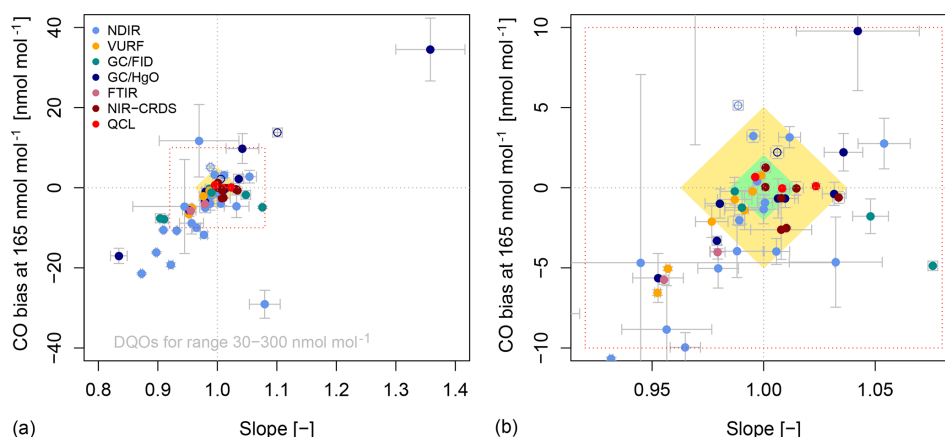 CO bias at 165 nmol mol⁻¹ [nmol mol⁻¹]
40
20
0
−20
−40
NDIR
VURF
GC/FID
GC/HgO
FTIR
NIR−CRDS
QCL
DQOs for range 30−300 nmol mol⁻¹
0.8 0.9 1.0 1.1 1.2 1.3 1.4
Slope [−]
(a)
CO bias at 165 nmol mol⁻¹ [nmol mol⁻¹]
10
5
0
−5
−10
0.95 1.00 1.05
Slope [−]
(b)